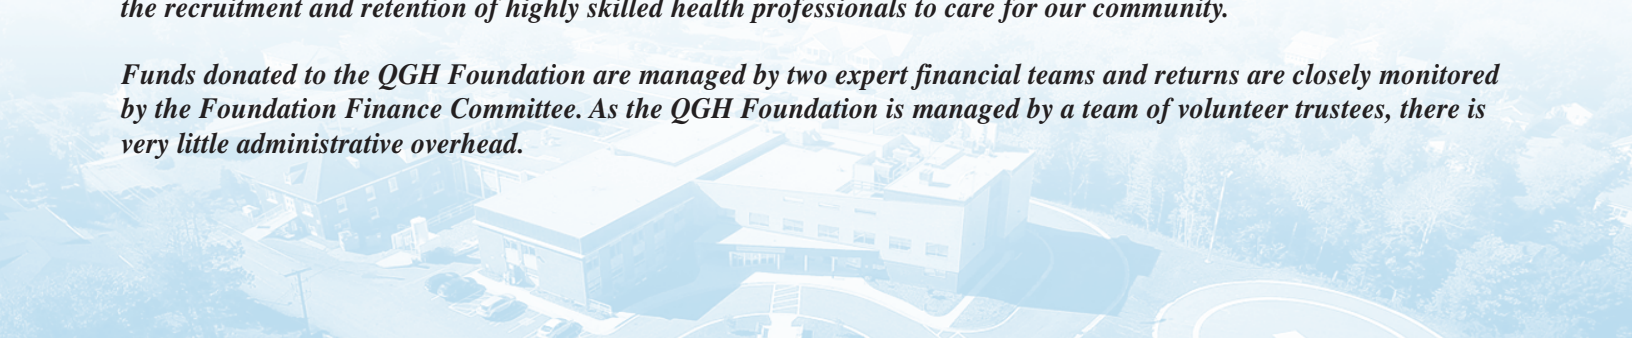 the recruitment and retention of highly skilled health professionals to care for our community.
Funds donated to the QGH Foundation are managed by two expert financial teams and returns are closely monitored
by the Foundation Finance Committee. As the QGH Foundation is managed by a team of volunteer trustees, there is
very little administrative overhead.